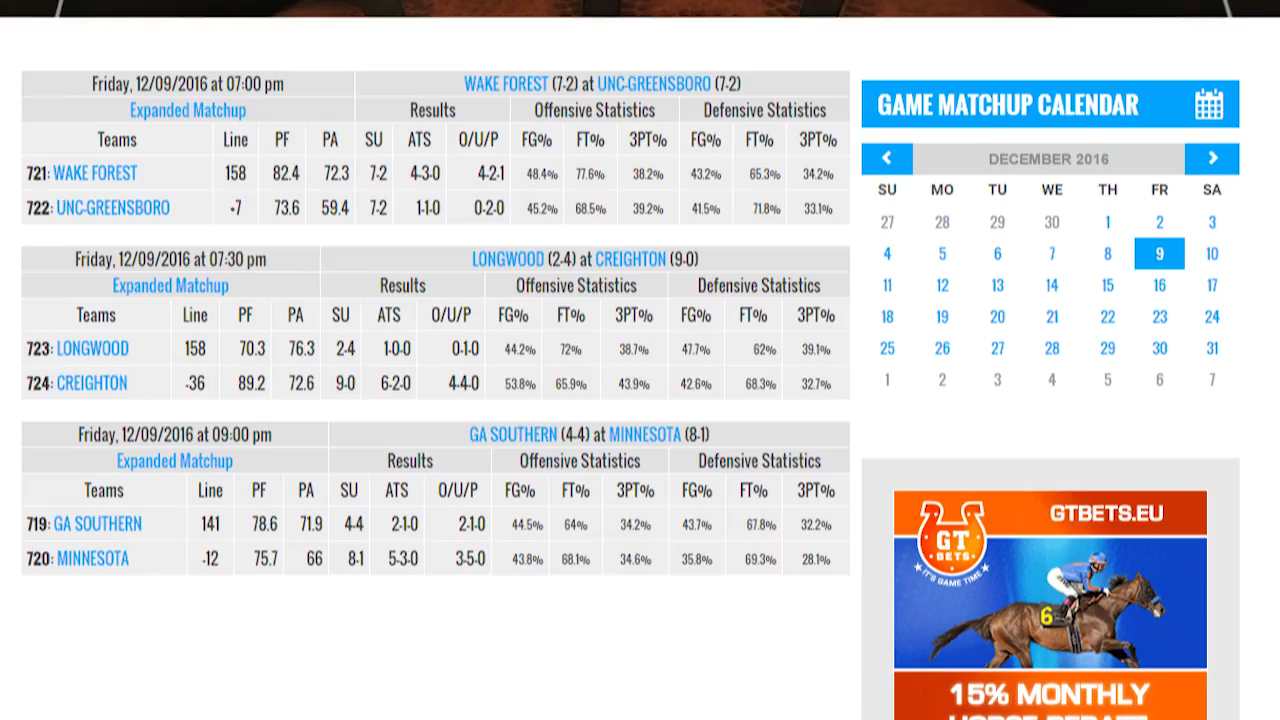 Friday, 12/09/2016 at 07:00 pm WAKE FOREST (7-2) at UNC-GREENSBORO (7-2)
Expanded Matchup Results Offensive Statistics Defensive Statistics
Teams Line PF PA SU ATS O/U/P FG% FT% 3PT% FG% FT% 3PT%
721: WAKE FOREST 158 82.4 72.3 7-2 4-3-0 4-2-1 48.4% 77.6% 38.2% 43.2% 65.3% 34.2%
722: UNC-GREENSBORO -7 73.6 59.4 7-2 1-1-0 0-2-0 45.2% 68.5% 39.2% 41.5% 71.8% 33.1%
Friday, 12/09/2016 at 07:30 pm LONGWOOD (2-4) at CREIGHTON (9-0)
Expanded Matchup Results Offensive Statistics Defensive Statistics
Teams Line PF PA SU ATS O/U/P FG% FT% 3PT% FG% FT% 3PT%
723: LONGWOOD 158 70.3 76.3 2-4 1-0-0 0-1-0 44.2% 72% 38.7% 47.7% 62% 39.1%
724: CREIGHTON -36 89.2 72.6 9-0 6-2-0 4-4-0 53.8% 65.9% 43.9% 42.6% 68.3% 32.7%
Friday, 12/09/2016 at 09:00 pm GA SOUTHERN (4-4) at MINNESOTA (8-1)
Expanded Matchup Results Offensive Statistics Defensive Statistics
Teams Line PF PA SU ATS O/U/P FG% FT% 3PT% FG% FT% 3PT%
719: GA SOUTHERN 141 78.6 71.9 4-4 2-1-0 2-1-0 44.5% 64% 34.2% 43.7% 67.8% 32.2%
720: MINNESOTA -12 75.7 66 8-1 5-3-0 3-5-0 43.8% 68.1% 34.6% 35.8% 69.3% 28.1%
GAME MATCHUP CALENDAR
DECEMBER 2016
SU MO TU WE TH FR SA
27 28 29 30 1 2 3
4 5 6 7 8 9 10
11 12 13 14 15 16 17
18 19 20 21 22 23 24
25 26 27 28 29 30 31
1 2 3 4 5 6 7
GTBETS.EU
GT
BETS
IT'S GAME TIME
6
15% MONTHLY
HORSE REBATE